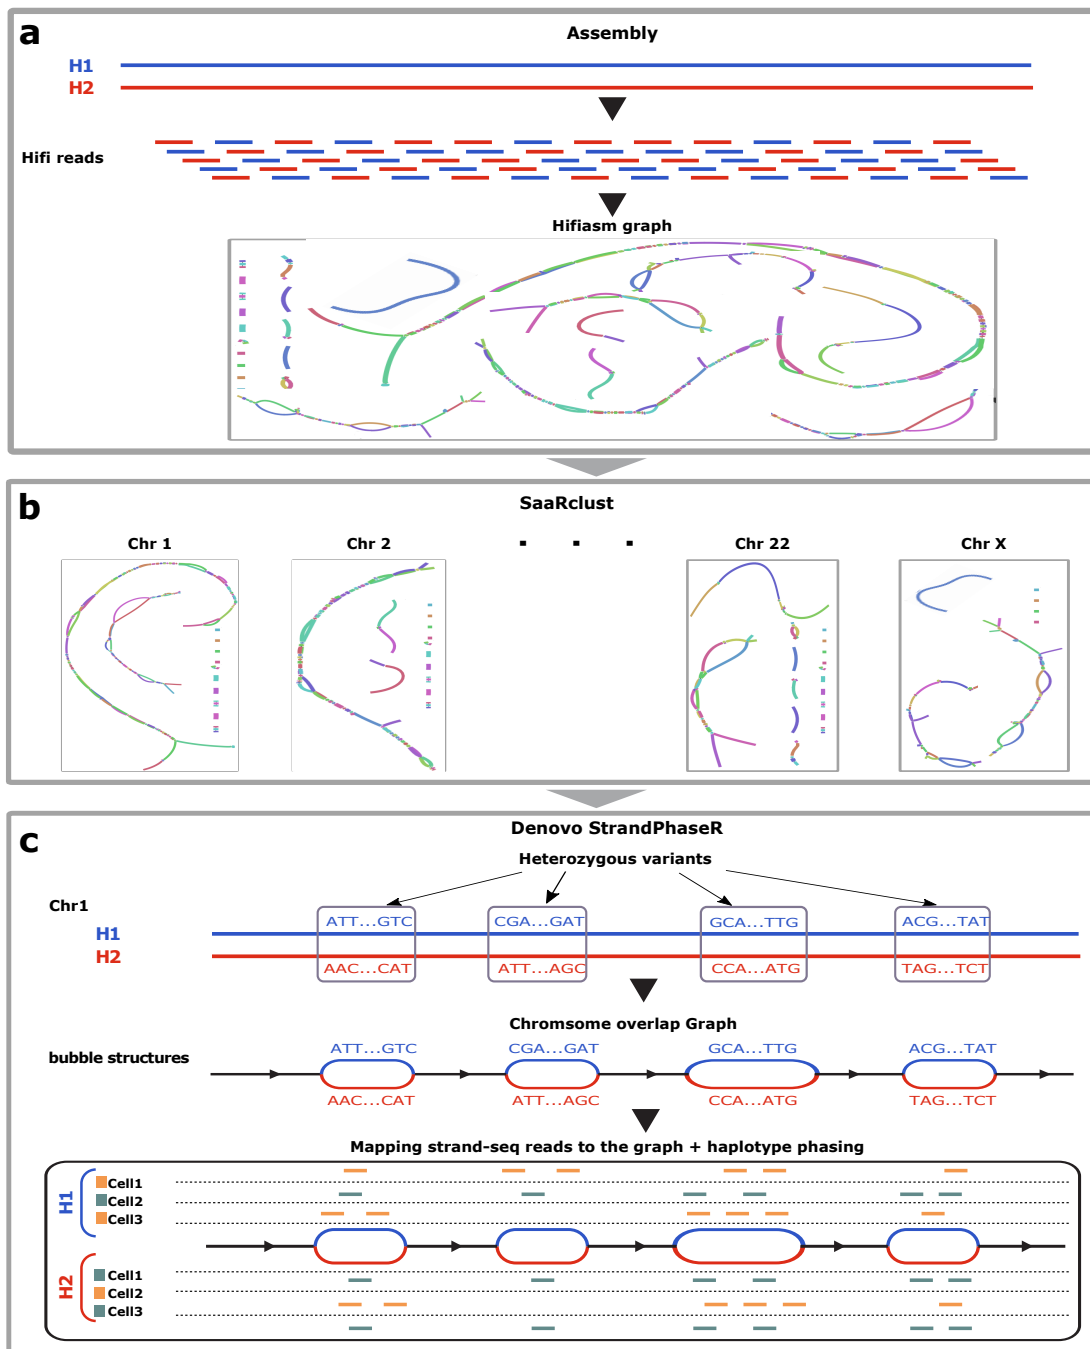 a
Assembly
H1
H2
Hifi reads
Hifiasm graph
b
SaaRclust
Chr 1
Chr 2
. . .
Chr 22
Chr X
c
Denovo StrandPhaseR
Heterozygous variants
Chr1
ATT...GTC
CGA...GAT
GCA...TTG
ACG...TAT
H1
H2
AAC...CAT
ATT...AGC
CCA...ATG
TAG...TCT
Chromsome overlap Graph
bubble structures
ATT...GTC
CGA...GAT
GCA...TTG
ACG...TAT
AAC...CAT
ATT...AGC
CCA...ATG
TAG...TCT
Mapping strand-seq reads to the graph + haplotype phasing
H1
Cell1
Cell2
Cell3
H2
Cell1
Cell2
Cell3